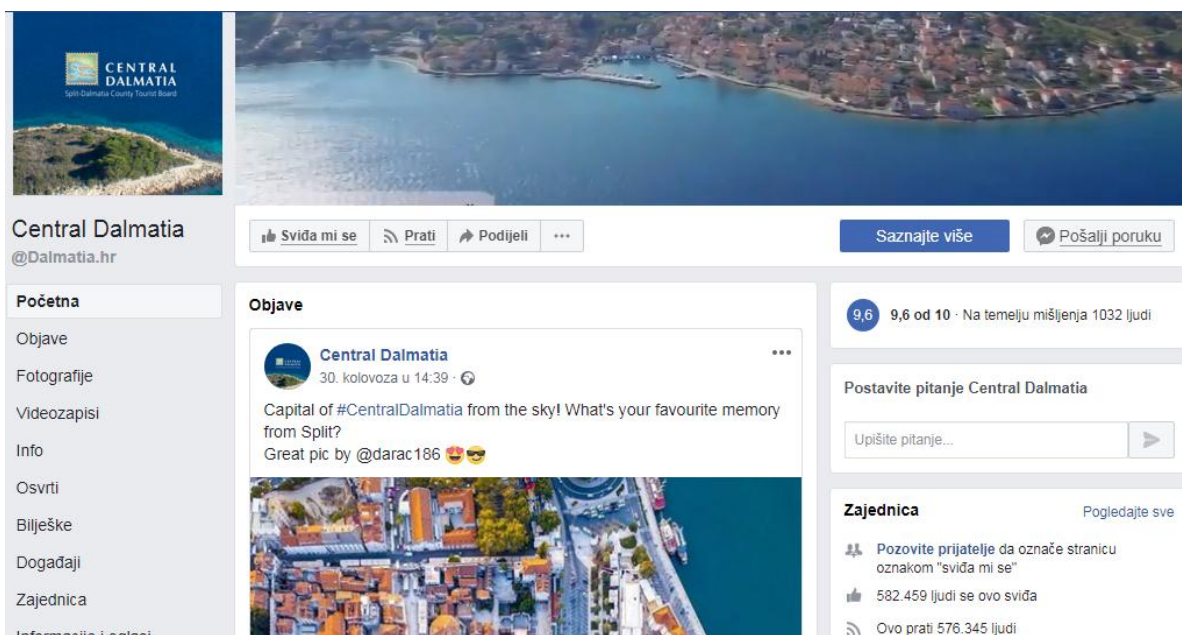 CENTRAL
DALMATIA
Split-Dalmatia County Tourist Board
Central Dalmatia
@Dalmatia.hr
Početna
Objave
Fotografije
Videozapisi
Info
Osvrti
Bilješke
Događaji
Zajednica
Informacije i oglasi
Sviđa mi se
Prati
Podijeli
Saznajte više
Pošalji poruku
Objave
Central Dalmatia
30. kolovoza u 14:39 ·
Capital of #CentralDalmatia from the sky! What's your favourite memory
from Split?
Great pic by @darac186 😍😎
9,6
9,6 od 10 · Na temelju mišljenja 1032 ljudi
Postavite pitanje Central Dalmatia
Upišite pitanje...
Zajednica
Pogledajte sve
Pozovite prijatelje da označe stranicu
oznakom "sviđa mi se"
582.459 ljudi se ovo sviđa
Ovo prati 576.345 ljudi